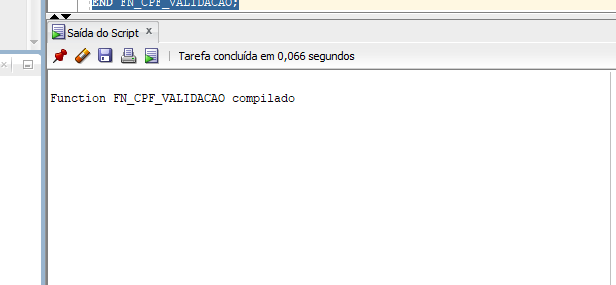 END FN_CPF_VALIDACAO;
Saída do Script x
Tarefa concluída em 0,066 segundos
Function FN_CPF_VALIDACAO compilado